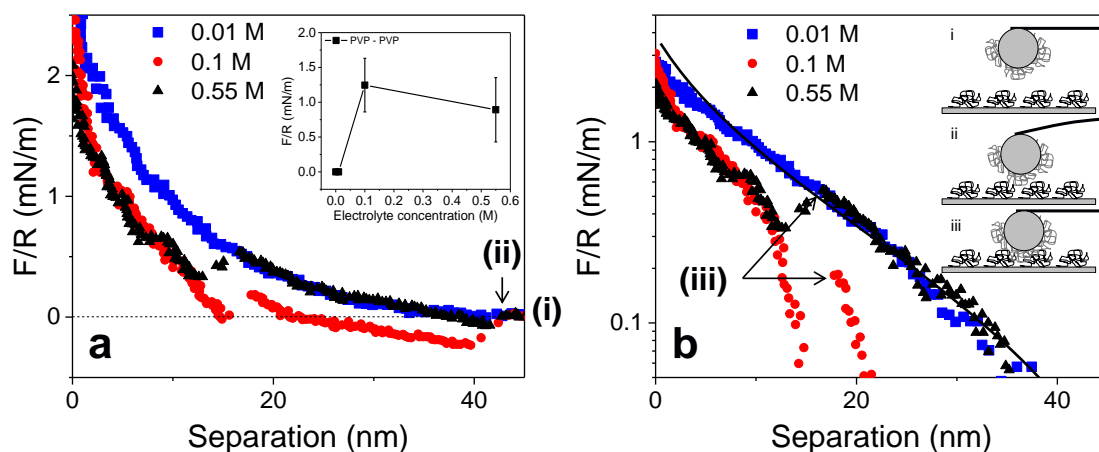 0.01 M
0.1 M
0.55 M
PVP - PVP
2.0
1.5
1.0
0.5
0.0
F/R (mN/m)
0.0 0.1 0.2 0.3 0.4 0.5 0.6
Electrolyte concentration (M)
2
1
0
F/R (mN/m)
(ii)
(i)
a
0 20 40
Separation (nm)
0.01 M
0.1 M
0.55 M
i
ii
iii
1
0.1
F/R (mN/m)
(iii)
b
0 20 40
Separation (nm)